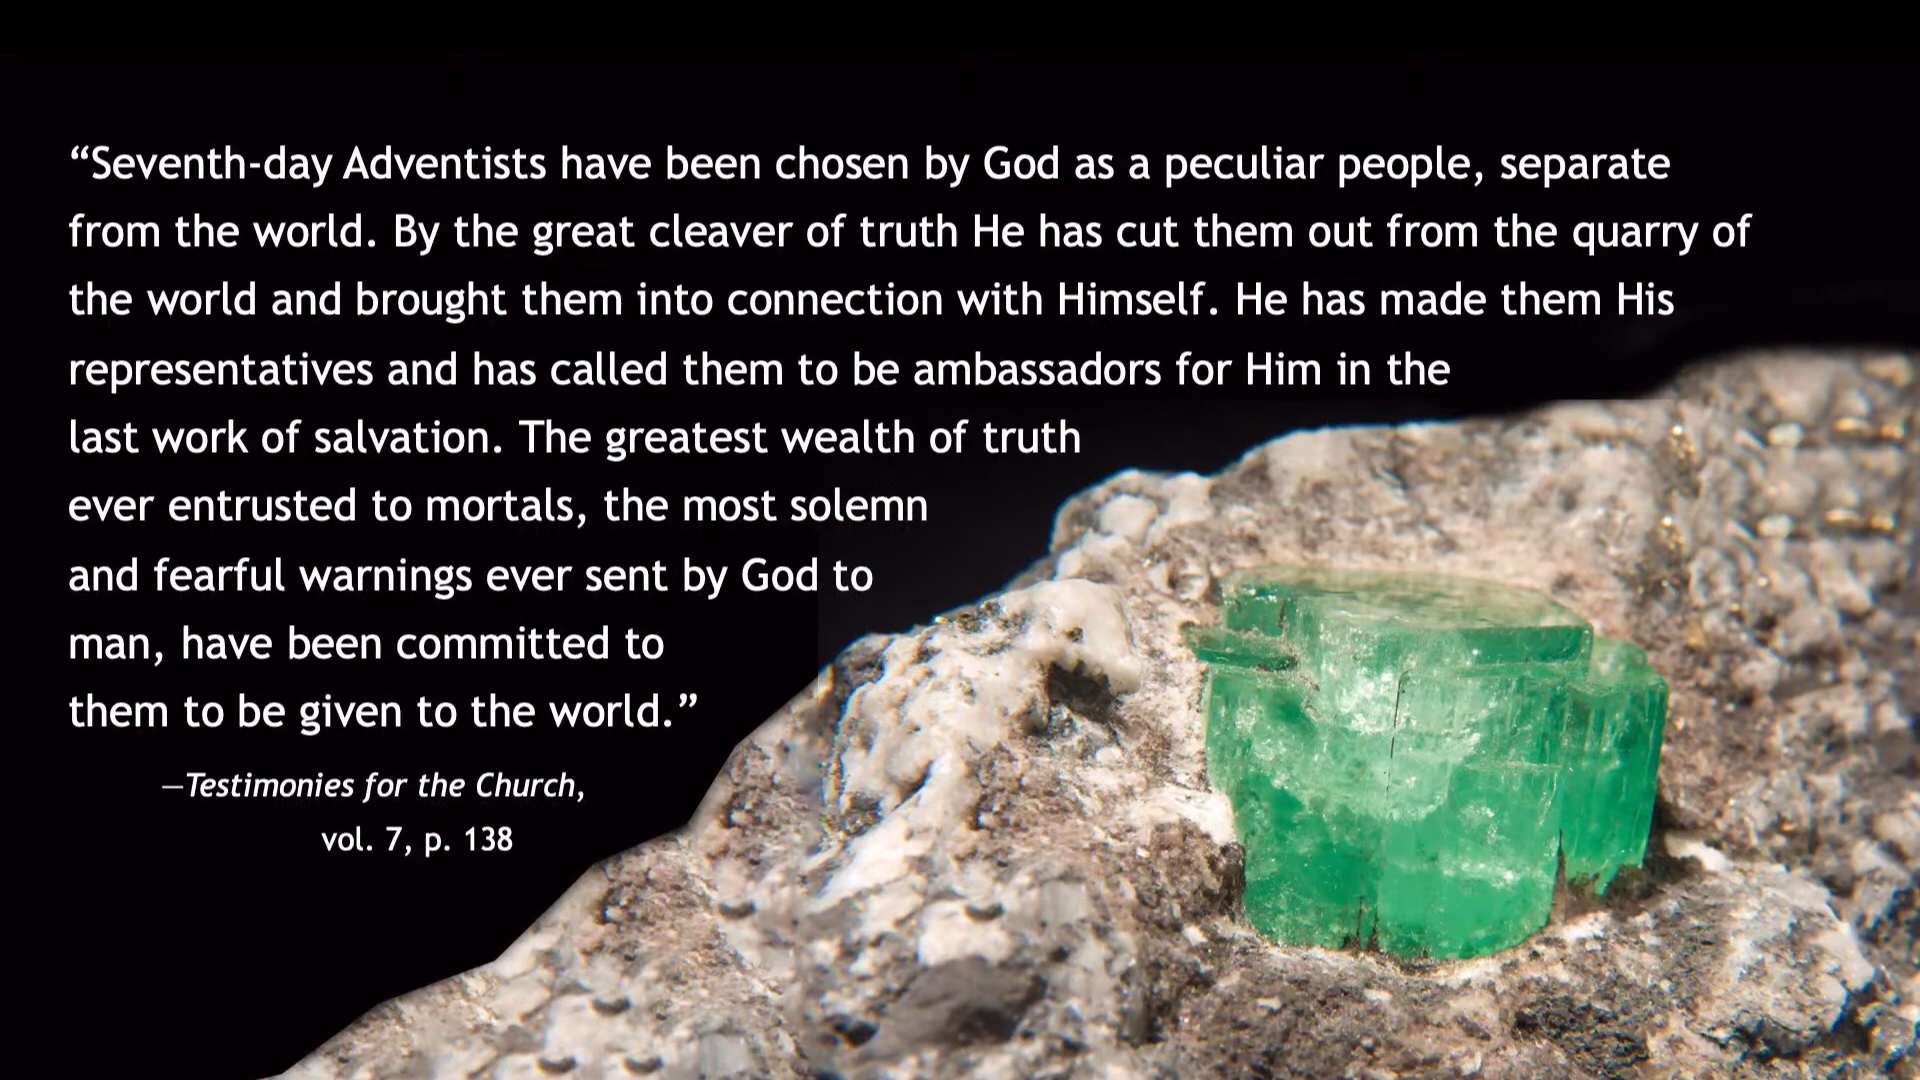 “Seventh-day Adventists have been chosen by God as a peculiar people, separate
from the world. By the great cleaver of truth He has cut them out from the quarry of
the world and brought them into connection with Himself. He has made them His
representatives and has called them to be ambassadors for Him in the
last work of salvation. The greatest wealth of truth
ever entrusted to mortals, the most solemn
and fearful warnings ever sent by God to
man, have been committed to
them to be given to the world.”
—Testimonies for the Church,
vol. 7, p. 138